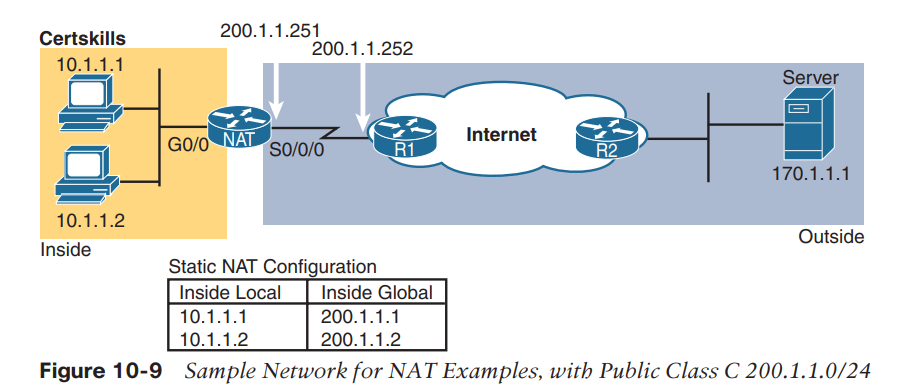 Certskills
200.1.1.251
200.1.1.252
10.1.1.1
Server
G0/0
NAT
S0/0/0
R1
Internet
R2
170.1.1.1
10.1.1.2
Inside
Outside
Static NAT Configuration
Inside Local Inside Global
10.1.1.1 200.1.1.1
10.1.1.2 200.1.1.2
Figure 10-9 Sample Network for NAT Examples, with Public Class C 200.1.1.0/24